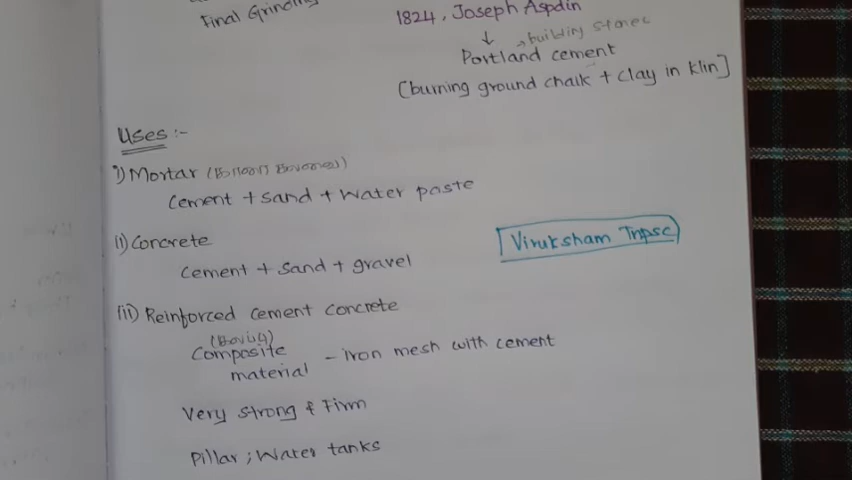 Final Grinding
1824, Joseph Aspdin
↓ → building stones
Portland cement
[burning ground chalk + clay in klin]
Uses :-
i) Mortar
cement + sand + water paste
ii) Concrete
cement + sand + gravel
iii) Reinforced cement concrete
Composite material - iron mesh with cement
Very strong & Firm
Pillar ; Water tanks
Viruksham Tnpsc